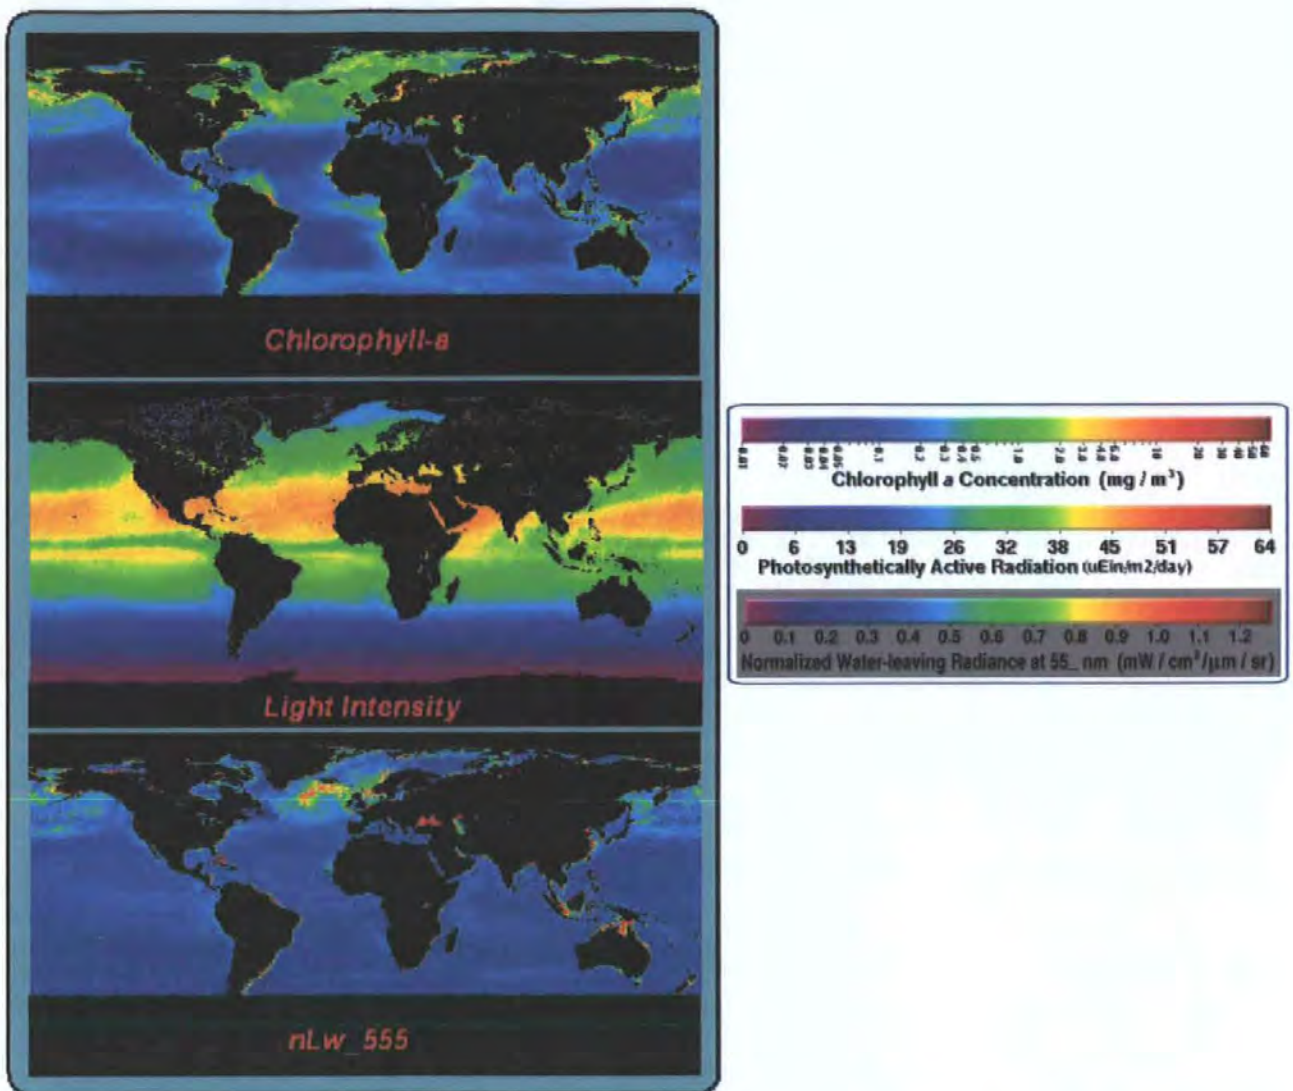 Chlorophyll-a
Light Intensity
nLw_555
Chlorophyll a Concentration (mg / m³)
0 6 13 19 26 32 38 45 51 57 64
Photosynthetically Active Radiation (uEin/m2/day)
0 0.1 0.2 0.3 0.4 0.5 0.6 0.7 0.8 0.9 1.0 1.1 1.2
Normalized Water-leaving Radiance at 55_ nm (mW / cm²/μm / sr)